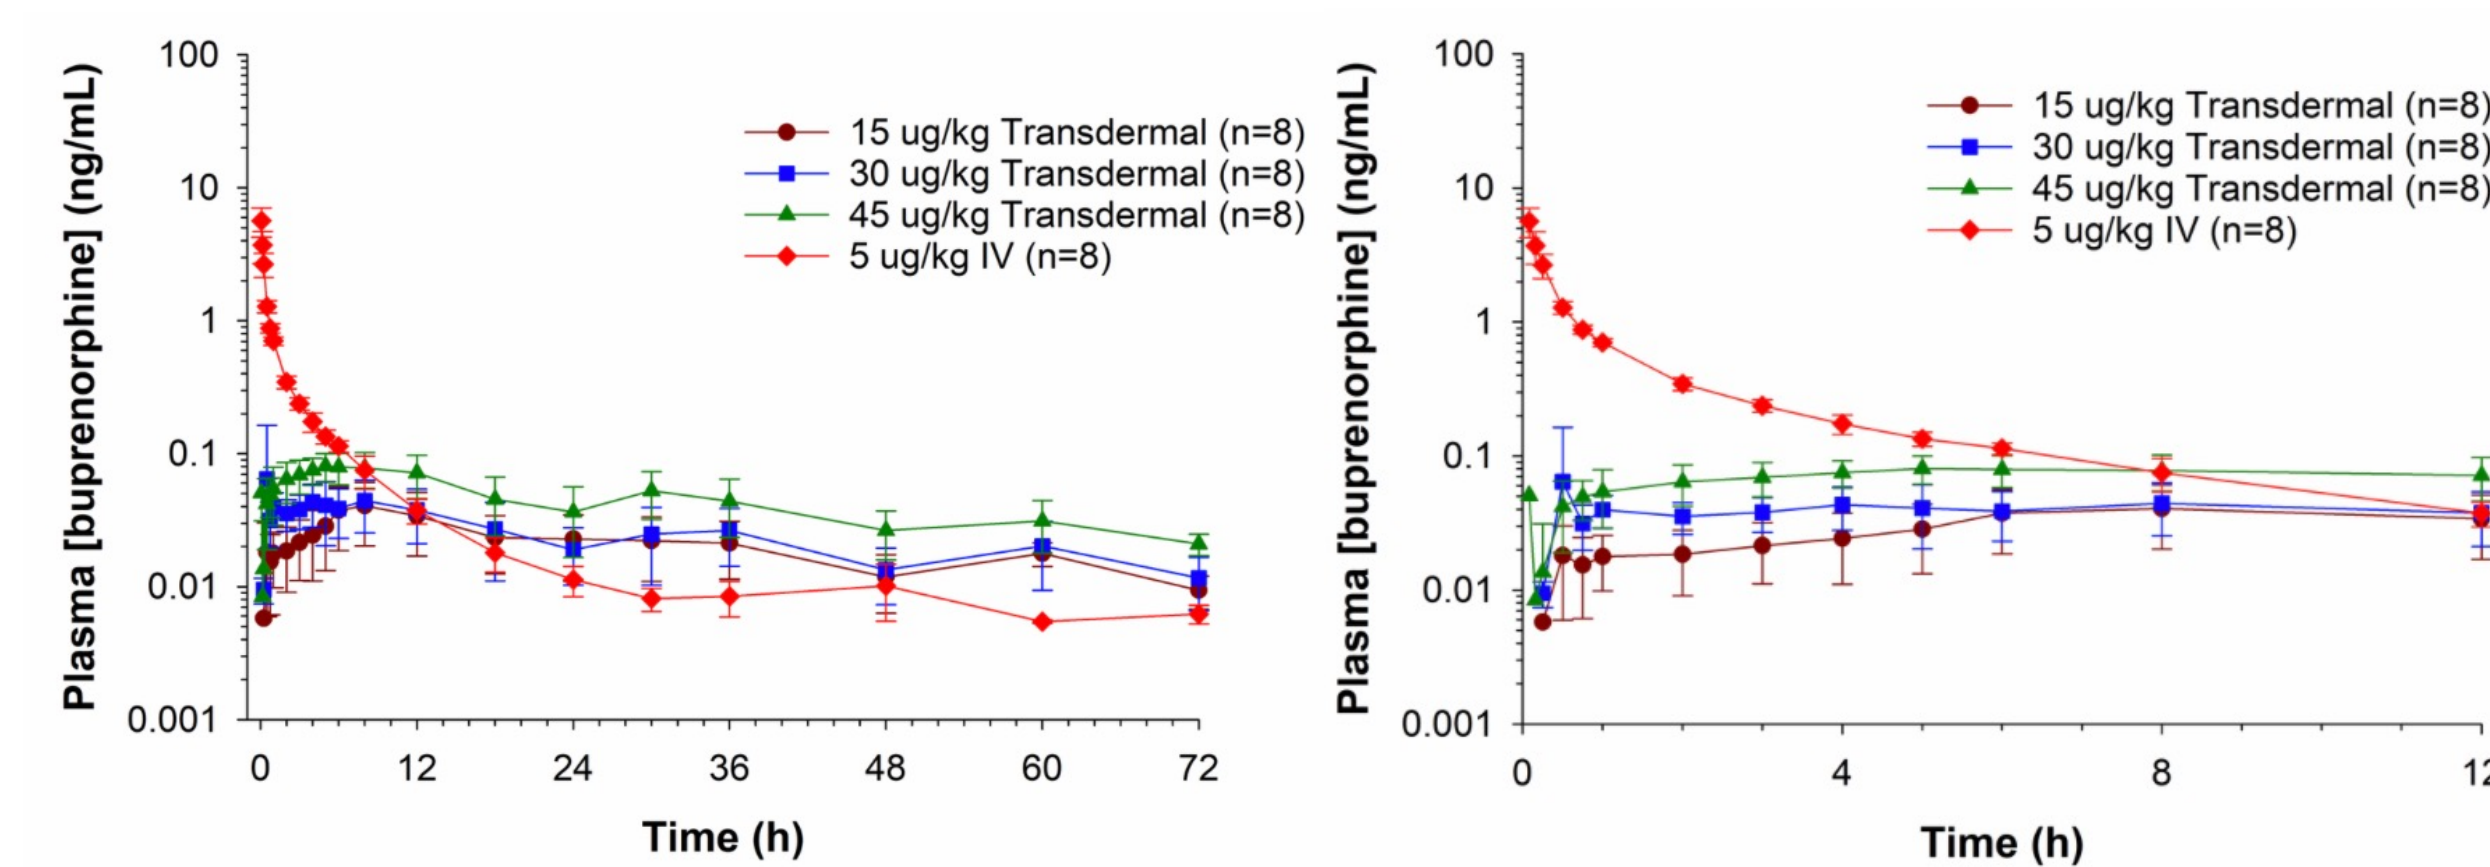 Plasma [buprenorphine] (ng/mL)
100
10
1
0.1
0.01
0.001
15 ug/kg Transdermal (n=8)
30 ug/kg Transdermal (n=8)
45 ug/kg Transdermal (n=8)
5 ug/kg IV (n=8)
0 12 24 36 48 60 72
Time (h)
Plasma [buprenorphine] (ng/mL)
100
10
1
0.1
0.01
0.001
15 ug/kg Transdermal (n=8)
30 ug/kg Transdermal (n=8)
45 ug/kg Transdermal (n=8)
5 ug/kg IV (n=8)
0 4 8 12
Time (h)